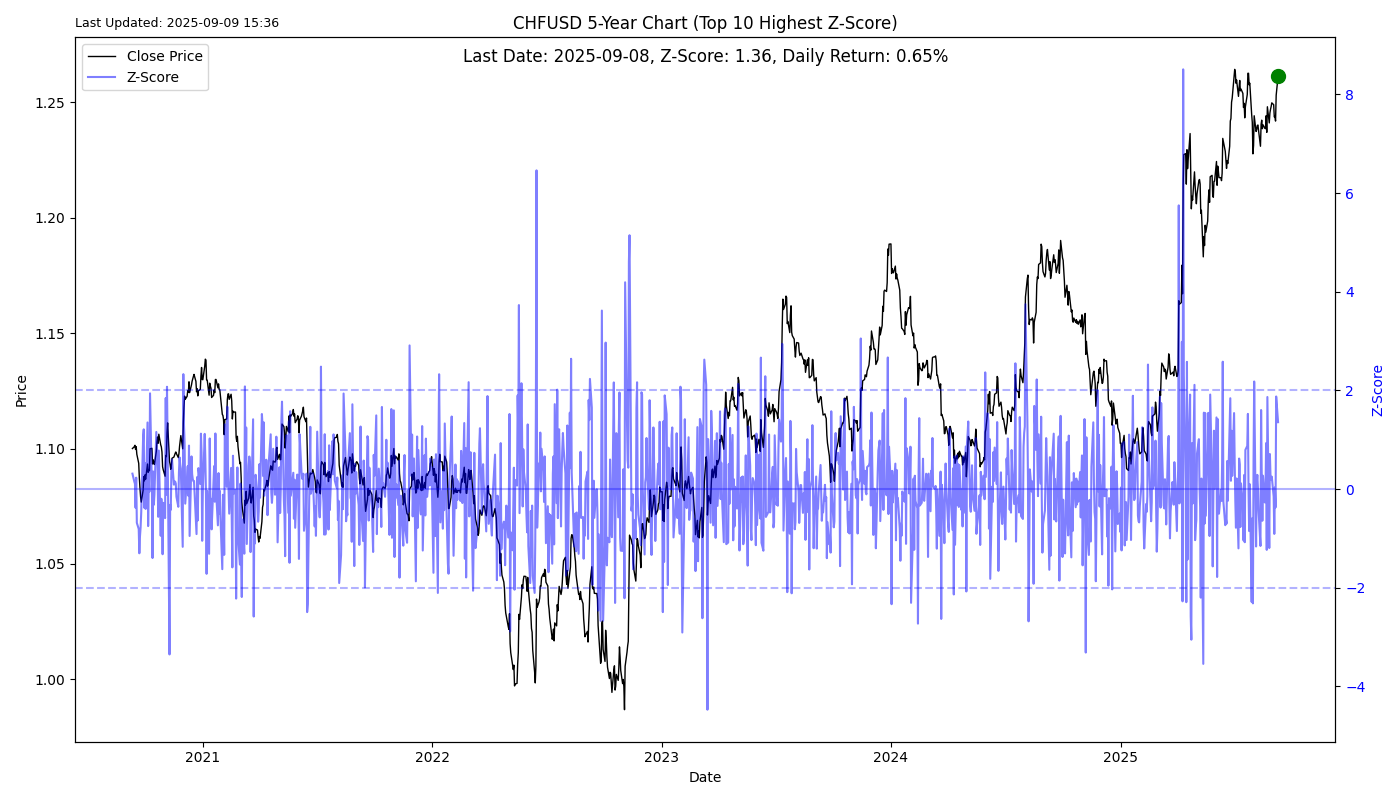 Last Updated: 2025-09-09 15:36
CHFUSD 5-Year Chart (Top 10 Highest Z-Score)
Last Date: 2025-09-08, Z-Score: 1.36, Daily Return: 0.65%
Close Price
Z-Score
Price
1.25
1.20
1.15
1.10
1.05
1.00
8
6
4
2
0
−2
−4
Z-Score
2021
2022
2023
2024
2025
Date